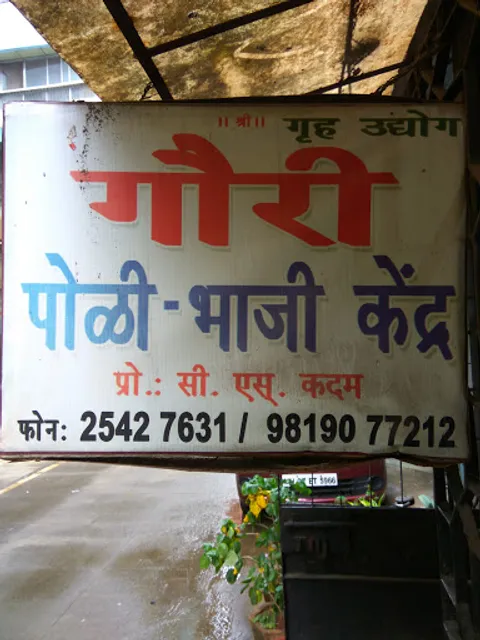 ।। श्री।। गृह उद्योग
गौरी
पोळी-भाजी केंद्र
प्रो.: सी. एस्. कदम
फोन: 2542 7631 / 98190 77212